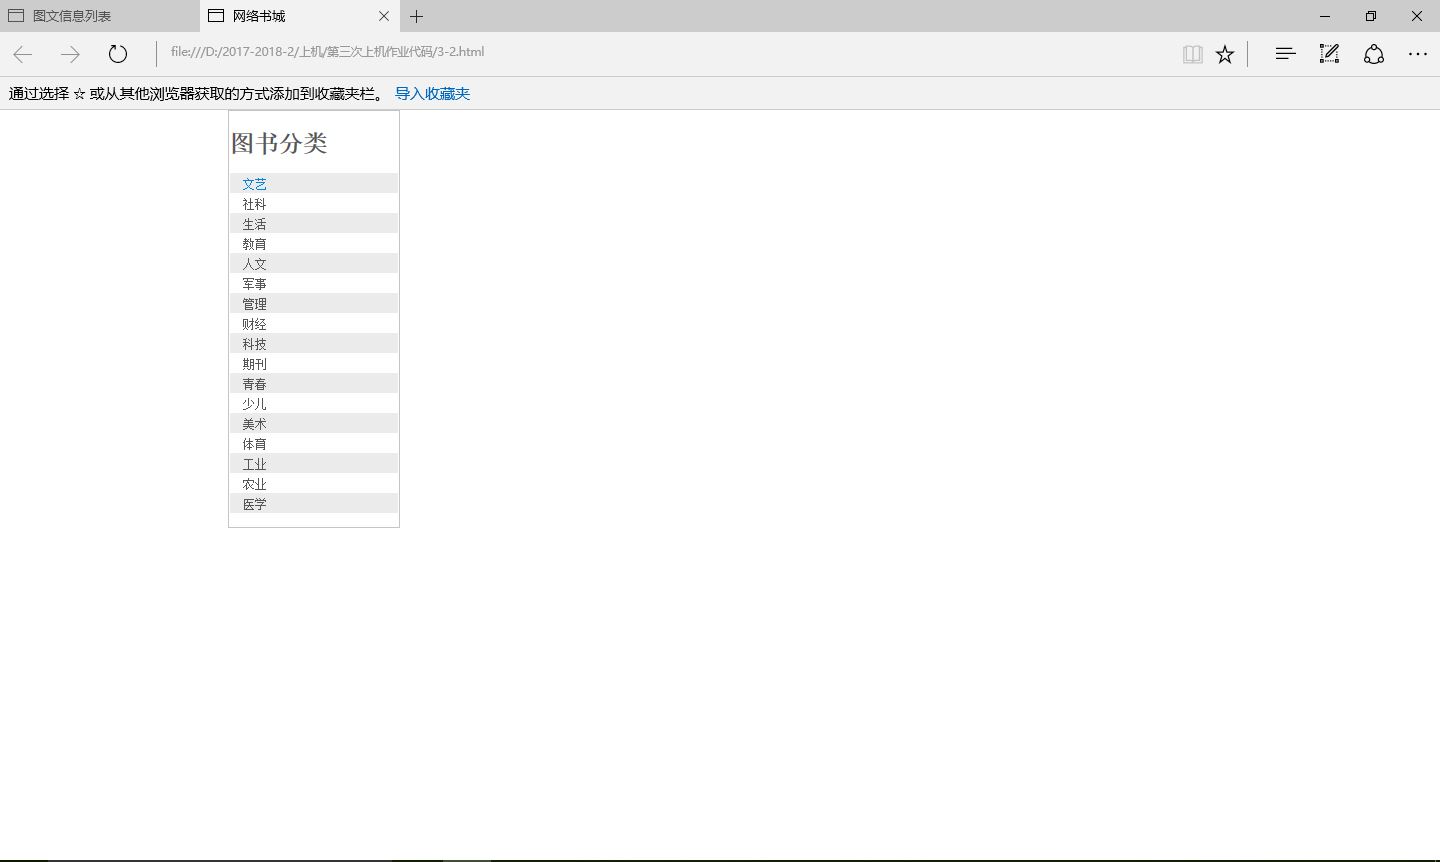 图文信息列表
网络书城
file:///D:/2017-2018-2/上机/第三次上机作业代码/3-2.html
通过选择 ☆ 或从其他浏览器获取的方式添加到收藏夹栏。 导入收藏夹
图书分类
文艺
社科
生活
教育
人文
军事
管理
财经
科技
期刊
青春
少儿
美术
体育
工业
农业
医学